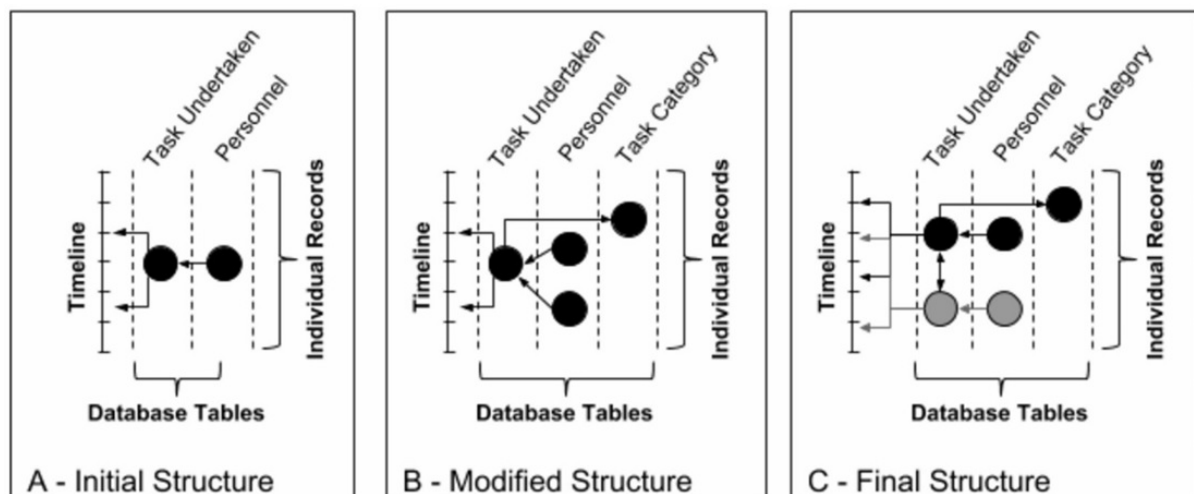 Task Undertaken
Personnel
Timeline
Individual Records
Database Tables
A - Initial Structure
Task Undertaken
Personnel
Task Category
Timeline
Individual Records
Database Tables
B - Modified Structure
Task Undertaken
Personnel
Task Category
Timeline
Individual Records
Database Tables
C - Final Structure